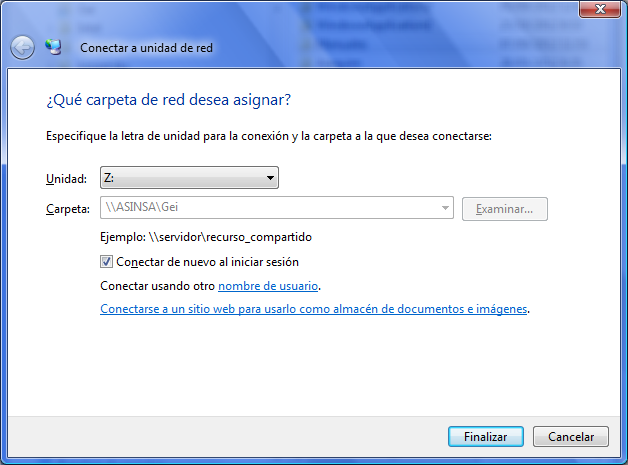 Conectar a unidad de red
¿Qué carpeta de red desea asignar?
Especifique la letra de unidad para la conexión y la carpeta a la que desea conectarse:
Unidad: Z:
Carpeta: \\ASINSA\Gei Examinar...
Ejemplo: \\servidor\recurso_compartido
Conectar de nuevo al iniciar sesión
Conectar usando otro nombre de usuario.
Conectarse a un sitio web para usarlo como almacén de documentos e imágenes.
Finalizar Cancelar